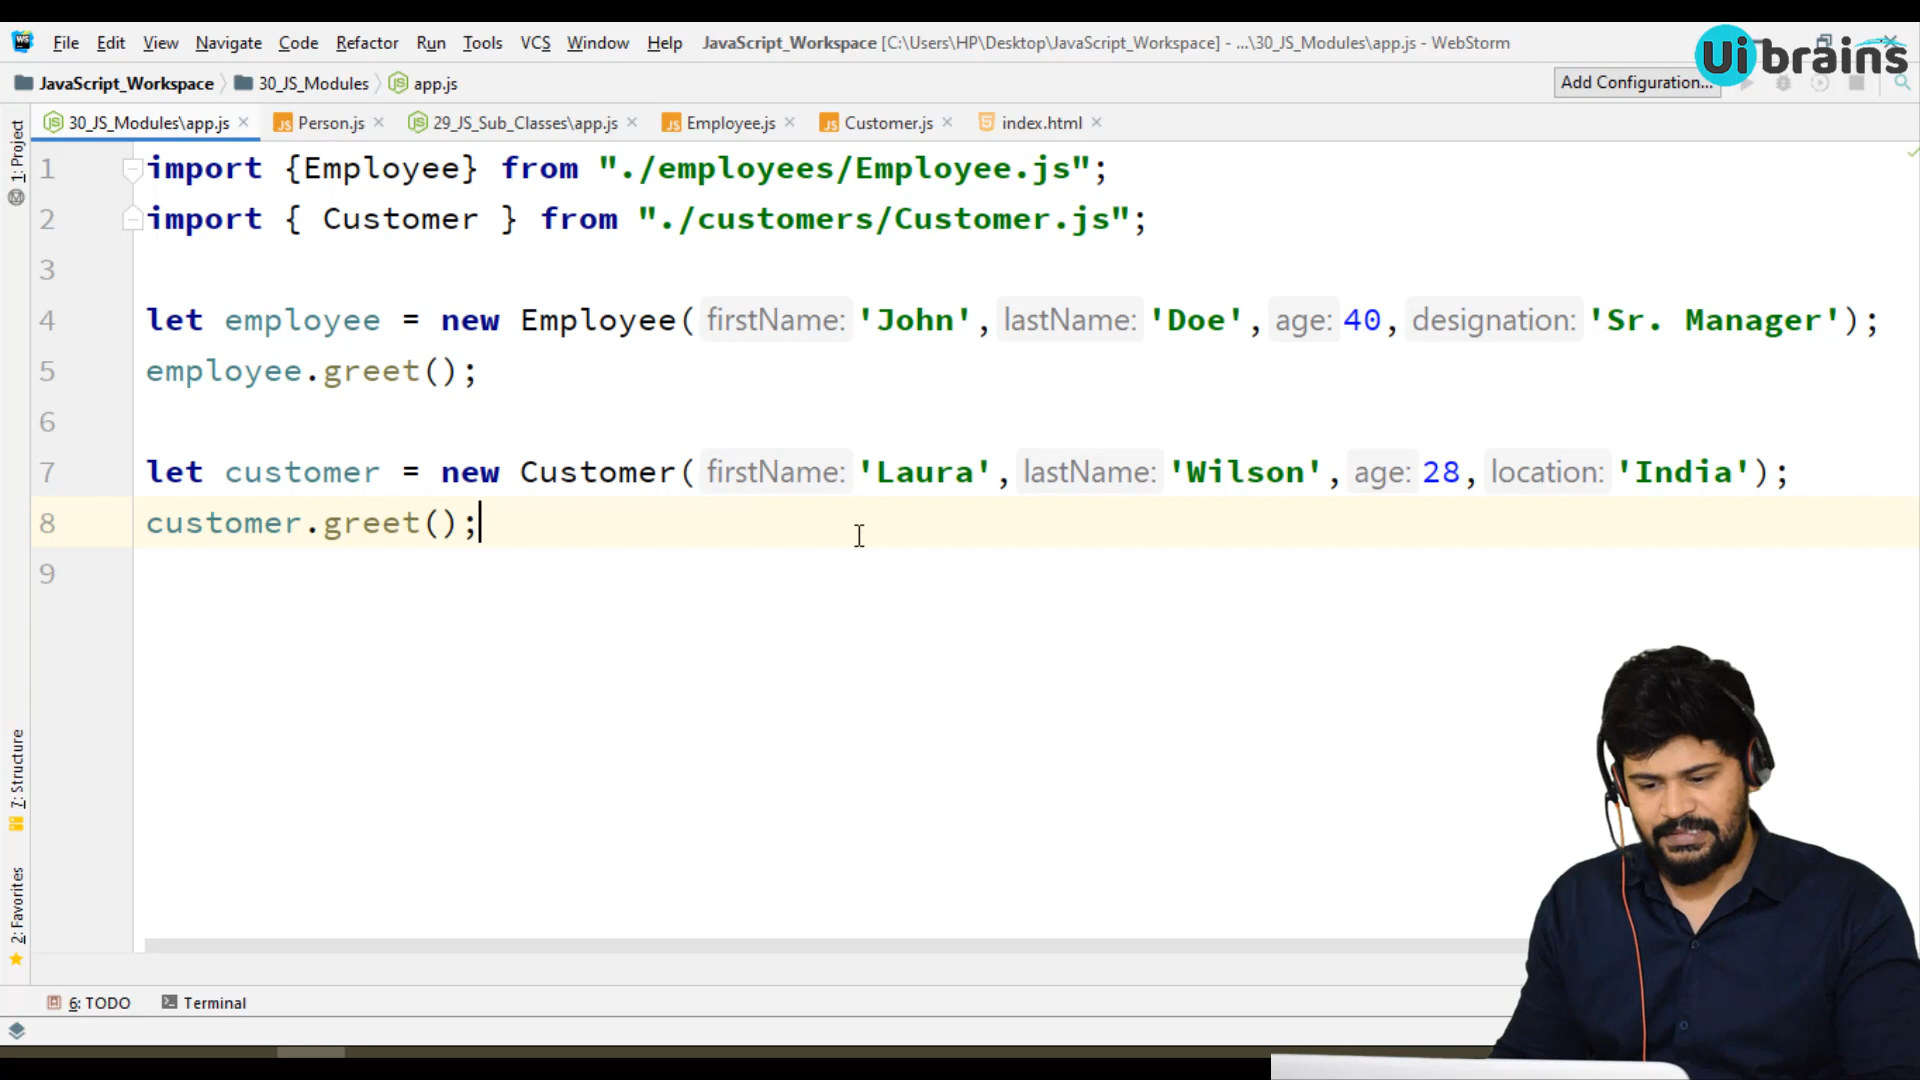 File Edit View Navigate Code Refactor Run Tools VCS Window Help JavaScript_Workspace [C:\Users\HP\Desktop\JavaScript_Workspace] - ...\30_JS_Modules\app.js - WebStorm
Ui brains
JavaScript_Workspace 30_JS_Modules app.js Add Configuration...
30_JS_Modules\app.js Person.js 29_JS_Sub_Classes\app.js Employee.js Customer.js index.html
1 import {Employee} from "./employees/Employee.js";
2 import { Customer } from "./customers/Customer.js";
3
4 let employee = new Employee( firstName: 'John', lastName: 'Doe', age: 40, designation: 'Sr. Manager');
5 employee.greet();
6
7 let customer = new Customer( firstName: 'Laura', lastName: 'Wilson', age: 28, location: 'India');
8 customer.greet();
9
1: Project
7: Structure
2: Favorites
6: TODO Terminal